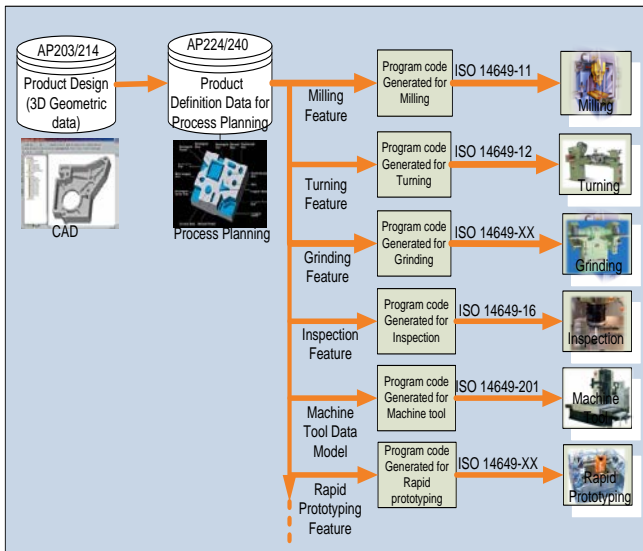 AP203/214
Product Design
(3D Geometric
data)
CAD
AP224/240
Product
Definition Data for
Process Planning
Process Planning
Milling
Feature
Program code
Generated for
Milling
ISO 14649-11
Milling
Turning
Feature
Program code
Generated for
Turning
ISO 14649-12
Turning
Grinding
Feature
Program code
Generated for
Grinding
ISO 14649-XX
Grinding
Inspection
Feature
Program code
Generated for
Inspection
ISO 14649-16
Inspection
Machine
Tool Data
Model
Program code
Generated for
Machine tool
ISO 14649-201
Machine
Tool
Rapid
Prototyping
Feature
Program code
Generated for
Rapid
prototyping
ISO 14649-XX
Rapid
Prototyping